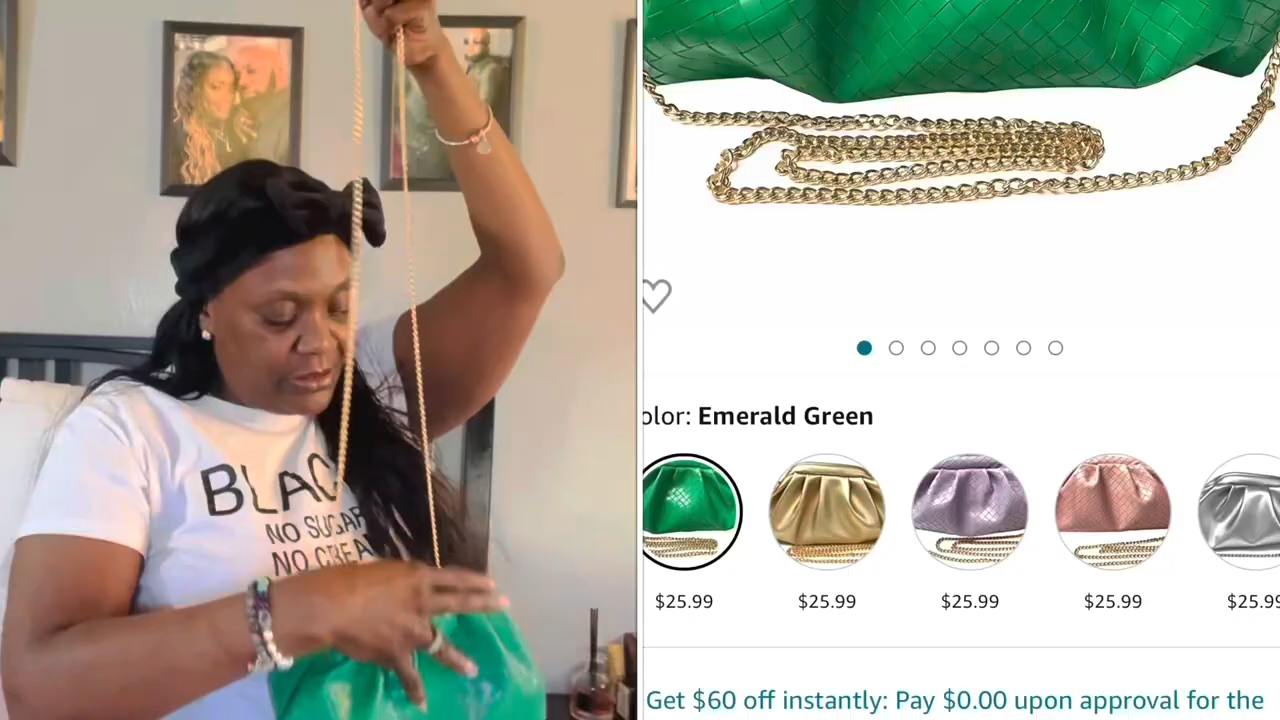 BLAC
NO SUGAR
NO CREA
olor: Emerald Green
$25.99
$25.99
$25.99
$25.99
$25.99
Get $60 off instantly: Pay $0.00 upon approval for the